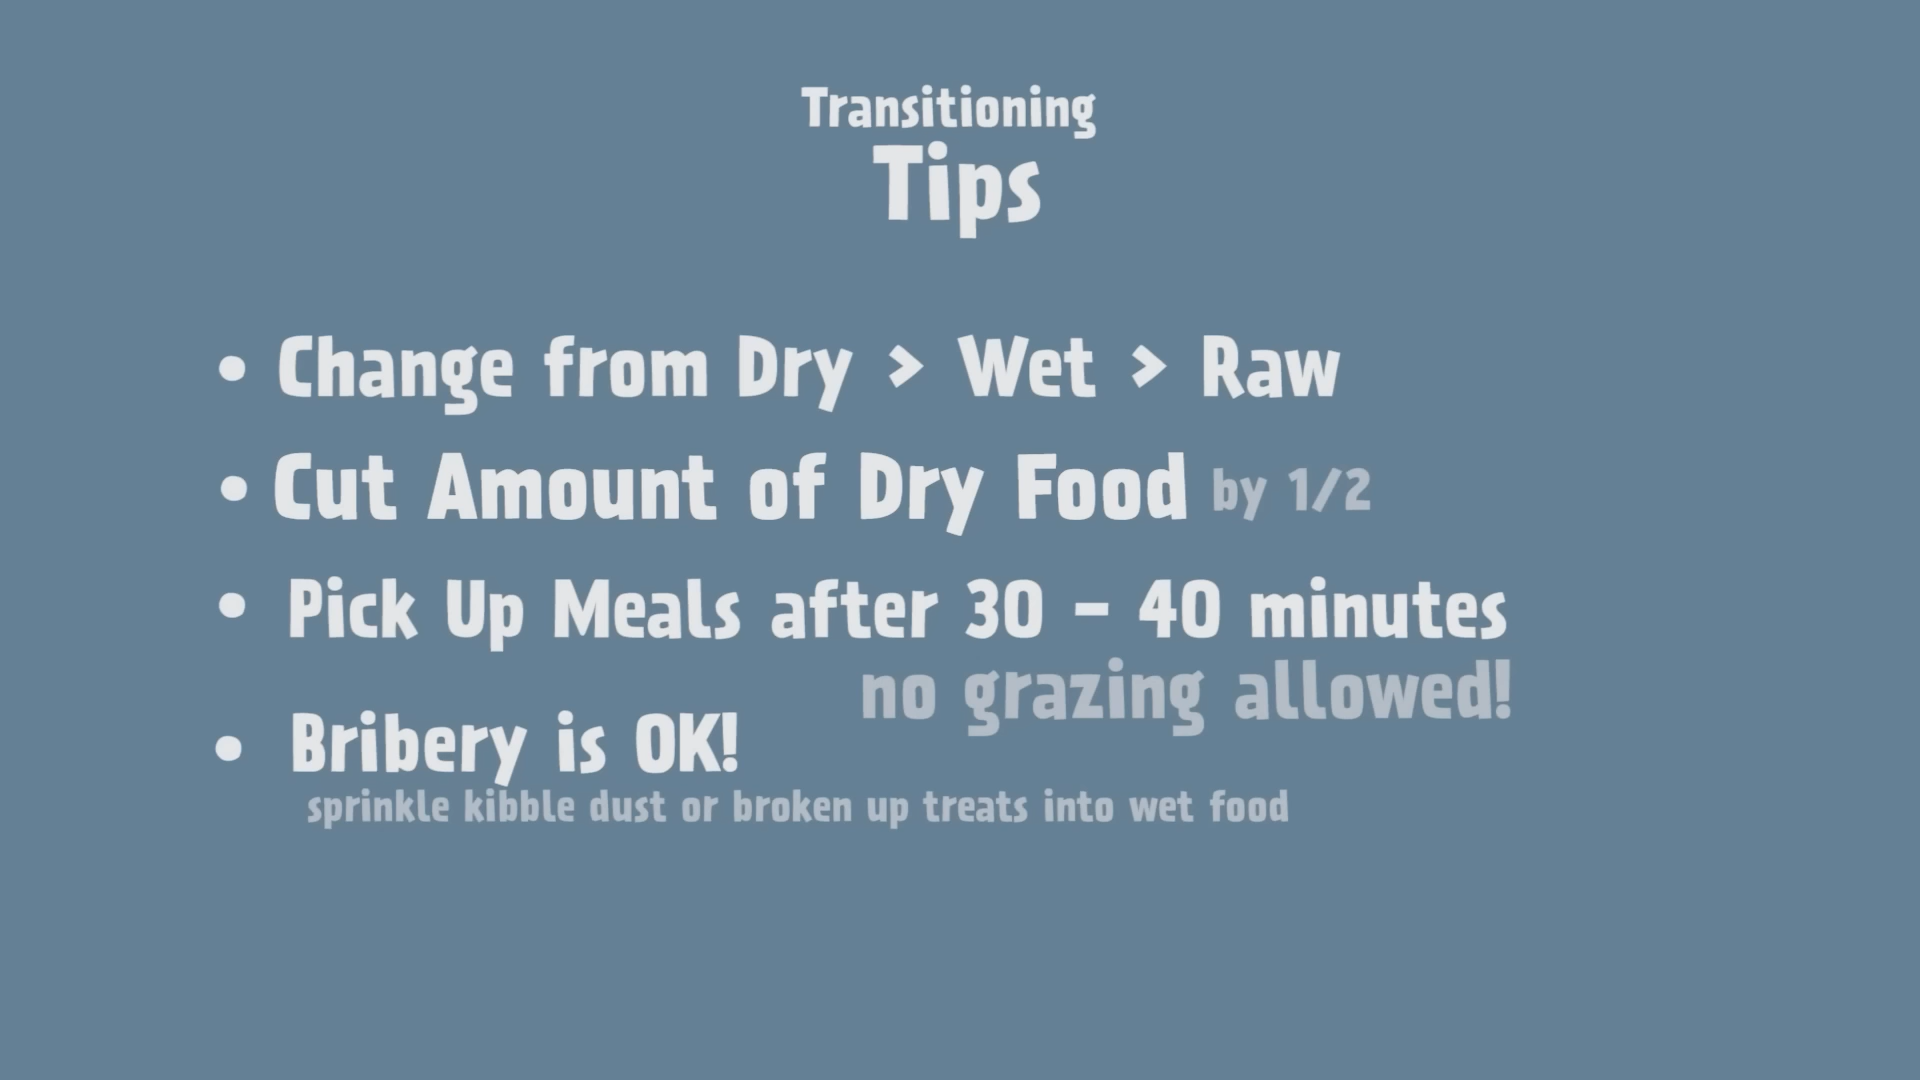 Transitioning
Tips
• Change from Dry > Wet > Raw
• Cut Amount of Dry Food by 1/2
• Pick Up Meals after 30 – 40 minutes
no grazing allowed!
• Bribery is OK!
sprinkle kibble dust or broken up treats into wet food